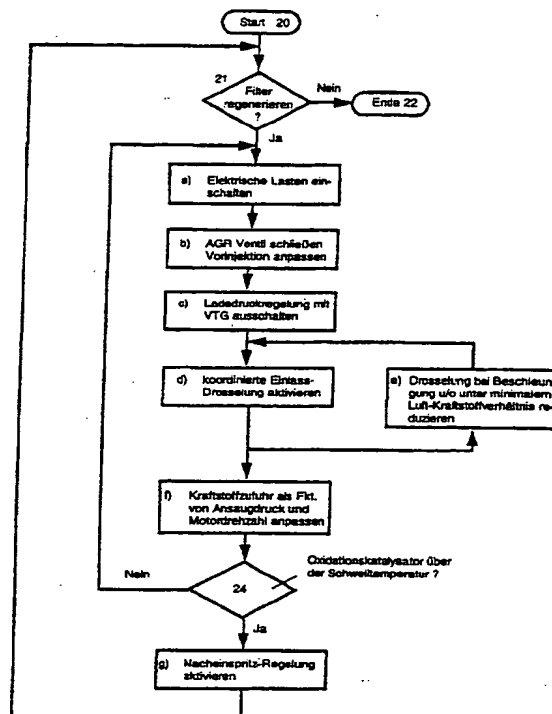 Start 20
21
Filter
regenerieren
?
Nein
Ende 22
Ja
a) Elektrische Lasten ein-
schalten
b) AGR Ventil schließen
Vorinjektion anpassen
c) Ladedruckregelung mit
VTG ausschalten
d) koordinierte Einlass-
Drosselung aktivieren
e) Drosselung bei Beschleuni-
gung u/o unter minimalem
Luft-Kraftstoffverhältnis re-
duzieren
f) Kraftstoffzufuhr als Fkt.
von Ansaugdruck und
Motordrehzahl anpassen
Nein
24
Oxidationskatalysator über
der Schwelltemperatur ?
Ja
g) Nacheinspritz-Regelung
aktivieren